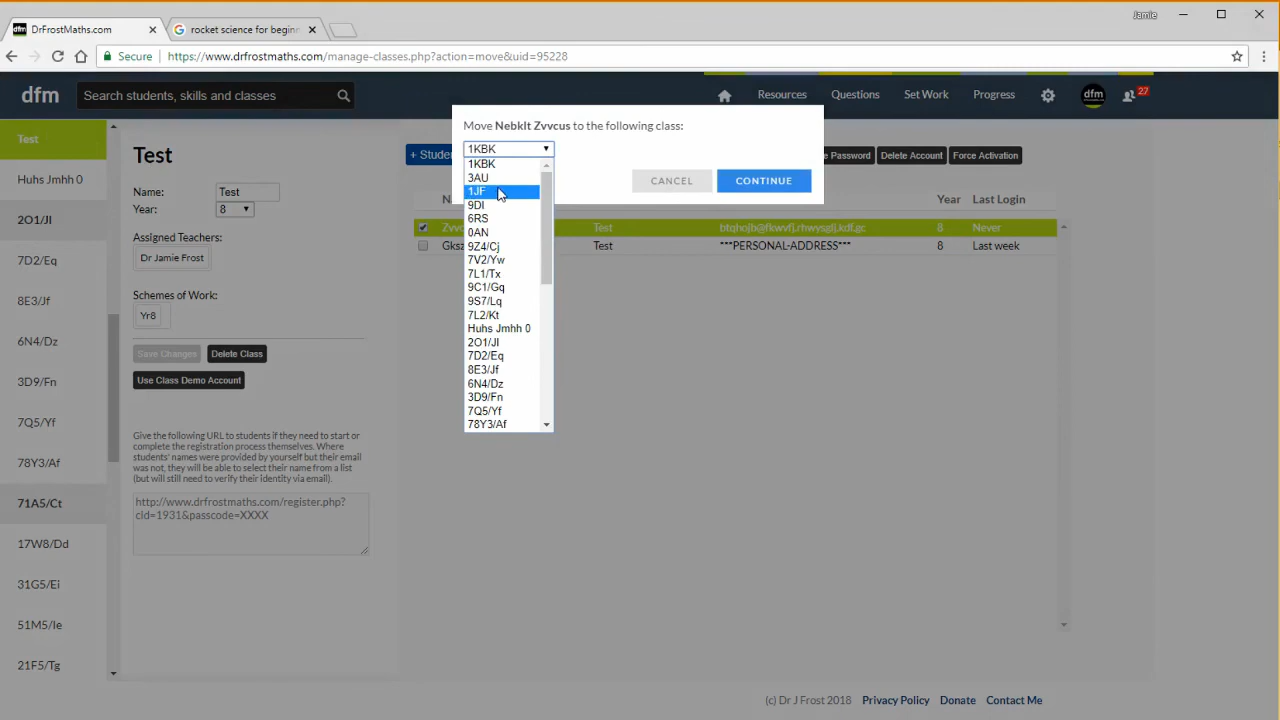 Jamie
DrFrostMaths.com
rocket science for beginn
Secure
https://www.drfrostmaths.com/manage-classes.php?action=move&uid=95228
dfm
Search students, skills and classes
Resources
Questions
Set Work
Progress
dfm
27
Test
Huhs Jmhh 0
2O1/JI
7D2/Eq
8E3/Jf
6N4/Dz
3D9/Fn
7Q5/Yf
78Y3/Af
71A5/Ct
17W8/Dd
31G5/Ei
51M5/Ie
21F5/Tg
Test
Name: Test
Year: 8
Assigned Teachers:
Dr Jamie Frost
Schemes of Work:
Yr8
Save Changes
Delete Class
Use Class Demo Account
Give the following URL to students if they need to start or
complete the registration process themselves. Where
students' names were provided by yourself but their email
was not, they will be able to select their name from a list
(but will still need to verify their identity via email).
http://www.drfrostmaths.com/register.php?
cid=1931&passcode=XXXX
Move Nebklt Zvvcus to the following class:
1KBK
CANCEL
CONTINUE
1KBK
3AU
1JF
9DI
6RS
0AN
9Z4/Cj
7V2/Yw
7L1/Tx
9C1/Gq
9S7/Lq
7L2/Kt
Huhs Jmhh 0
2O1/JI
7D2/Eq
8E3/Jf
6N4/Dz
3D9/Fn
7Q5/Yf
78Y3/Af
+ Stude
e Password
Delete Account
Force Activation
Year
Last Login
Zvv
Test
btqhojb@fkwvfj.rhwysglj.kdf.gc
8
Never
Gksz
Test
***PERSONAL-ADDRESS***
8
Last week
(c) Dr J Frost 2018
Privacy Policy
Donate
Contact Me